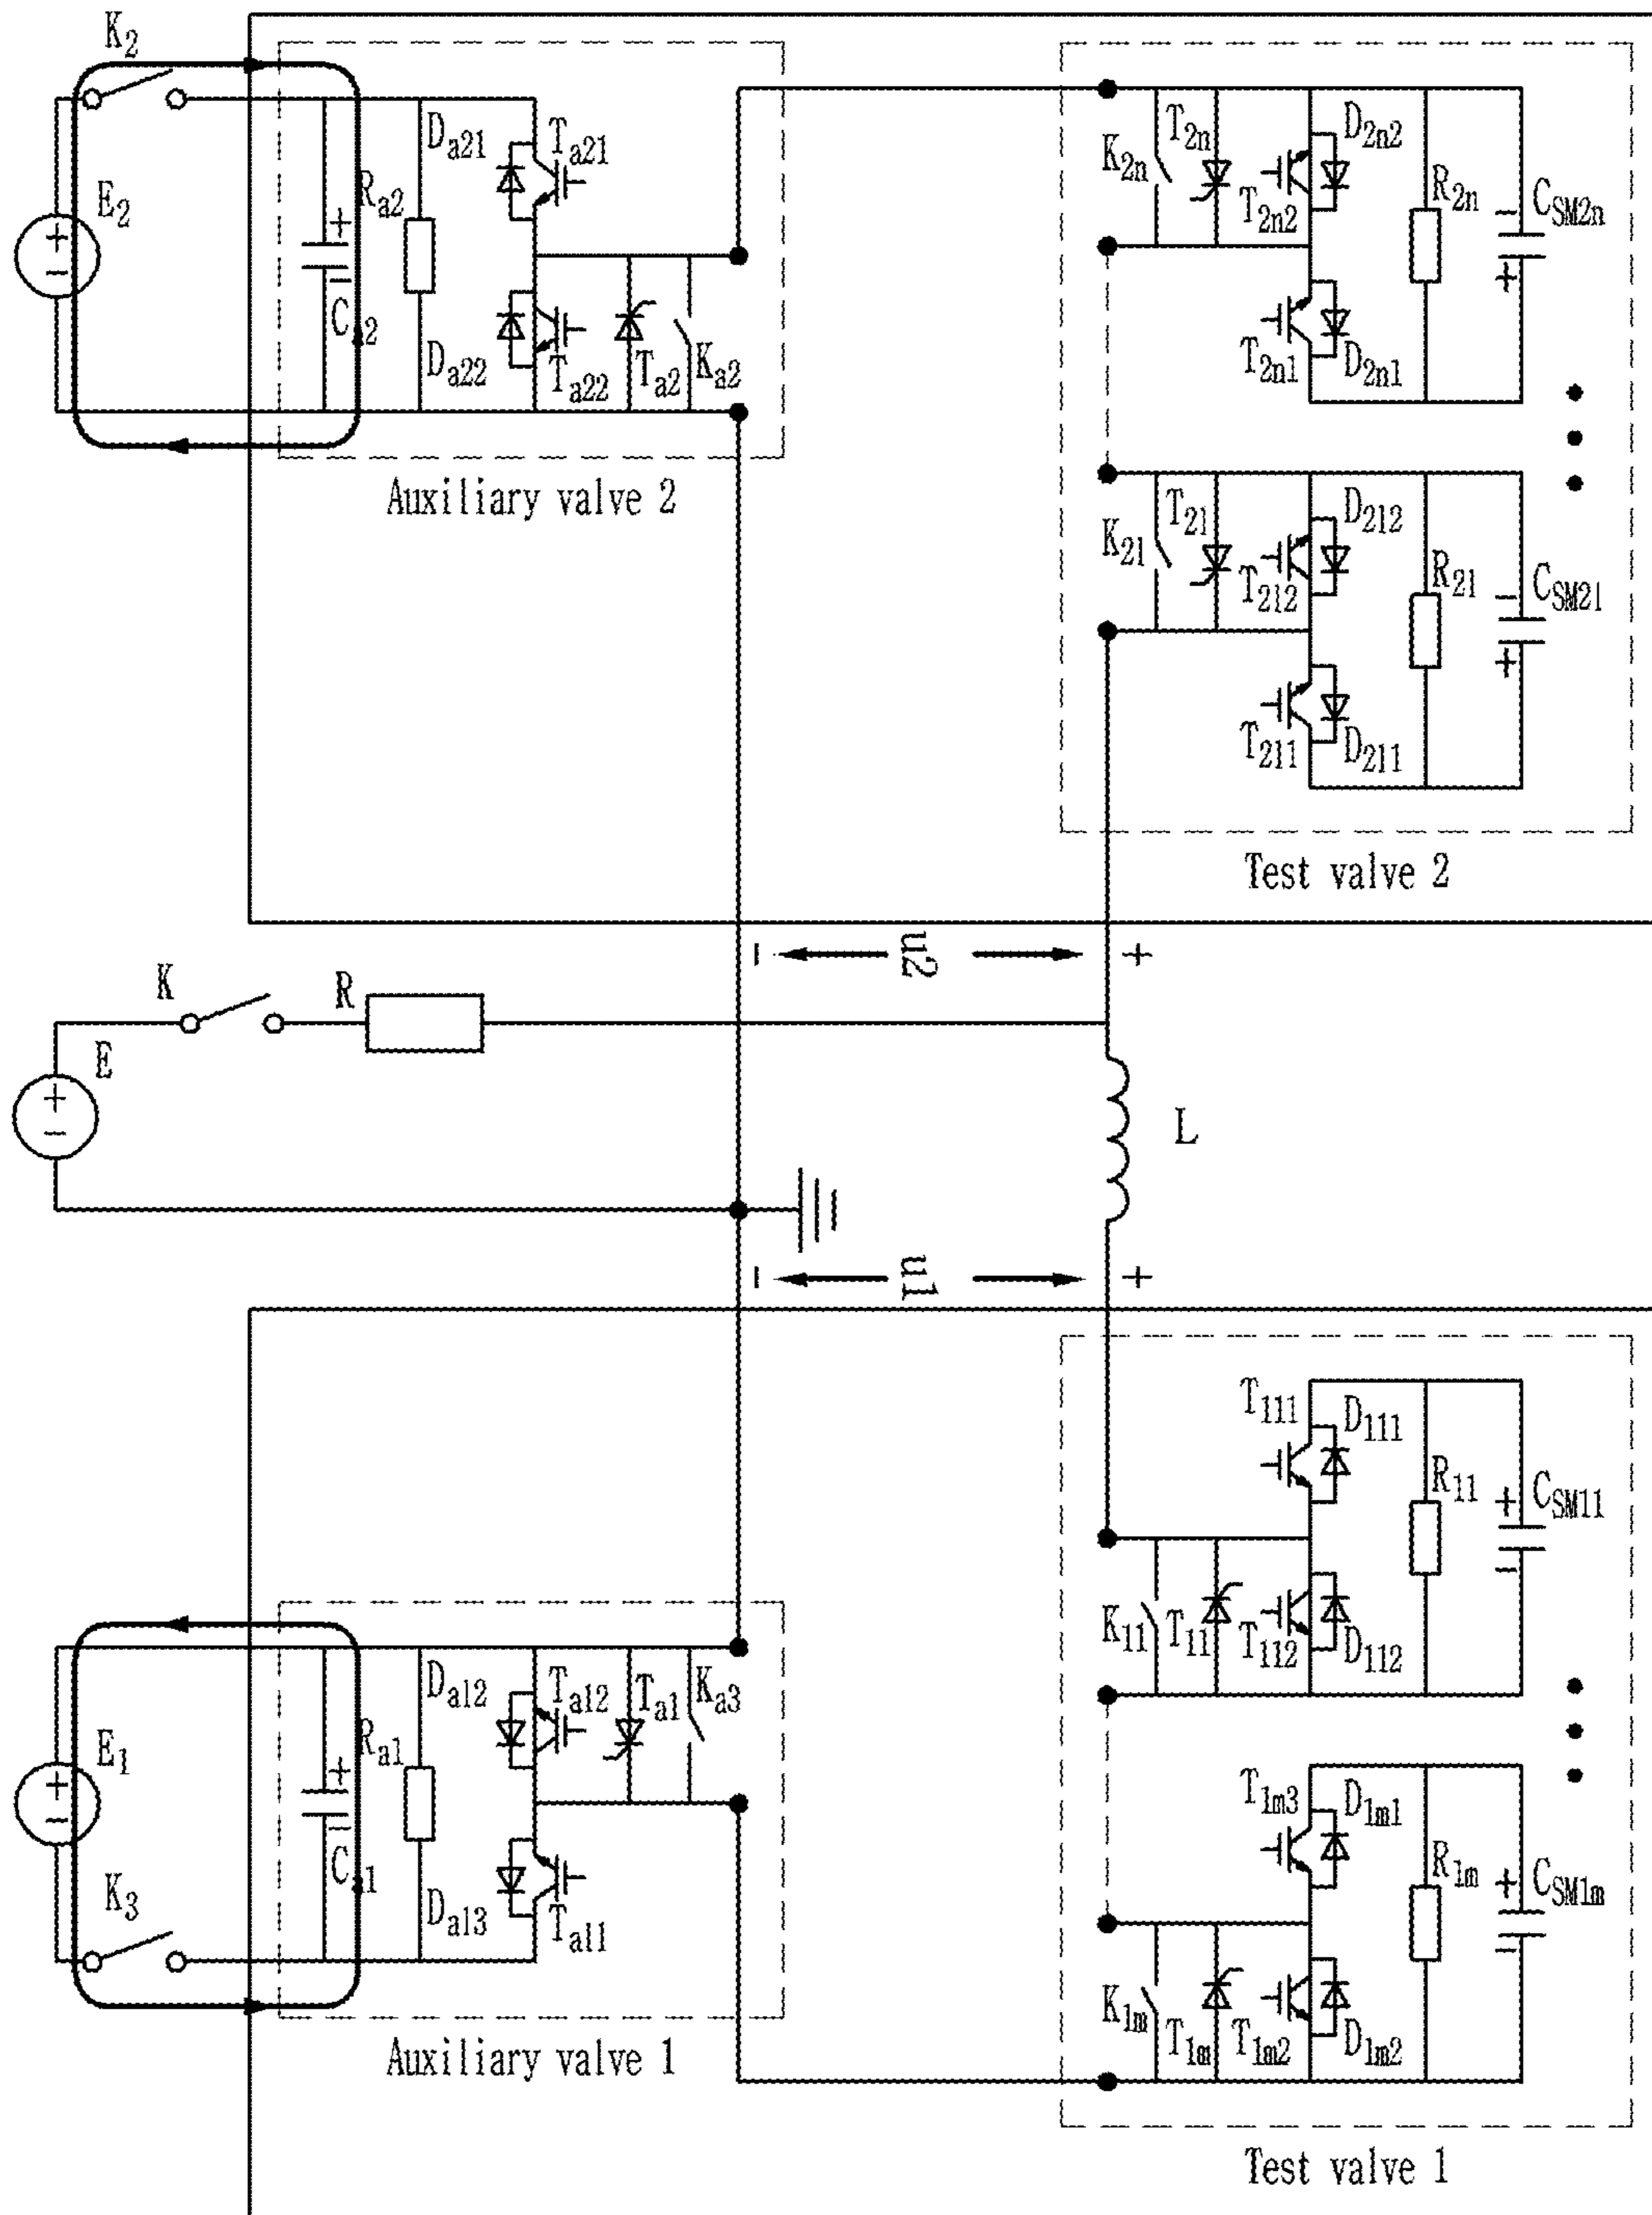 K2
E2
+
−
+
−
Ca2
Ra2
Da21
Ta21
Da22
Ta22
Ta2
Ka2
Auxiliary valve 2
K2n
T2n
T2n2
D2n2
R2n
−
CSM2n
+
T2n1
D2n1
K21
T21
T212
D212
R21
−
CSM21
+
T211
D211
Test valve 2
− u2 +
K
R
E
+
−
L
− u1 +
T111
D111
R11
+
CSM11
−
K11
T11
T112
D112
T1m3
D1m1
R1m
+
CSM1m
−
K1m
T1m
T1m2
D1m2
Test valve 1
E1
+
−
K3
+
−
Ca1
Ra1
Da12
Ta12
Ta1
Ka3
Da13
Ta11
Auxiliary valve 1